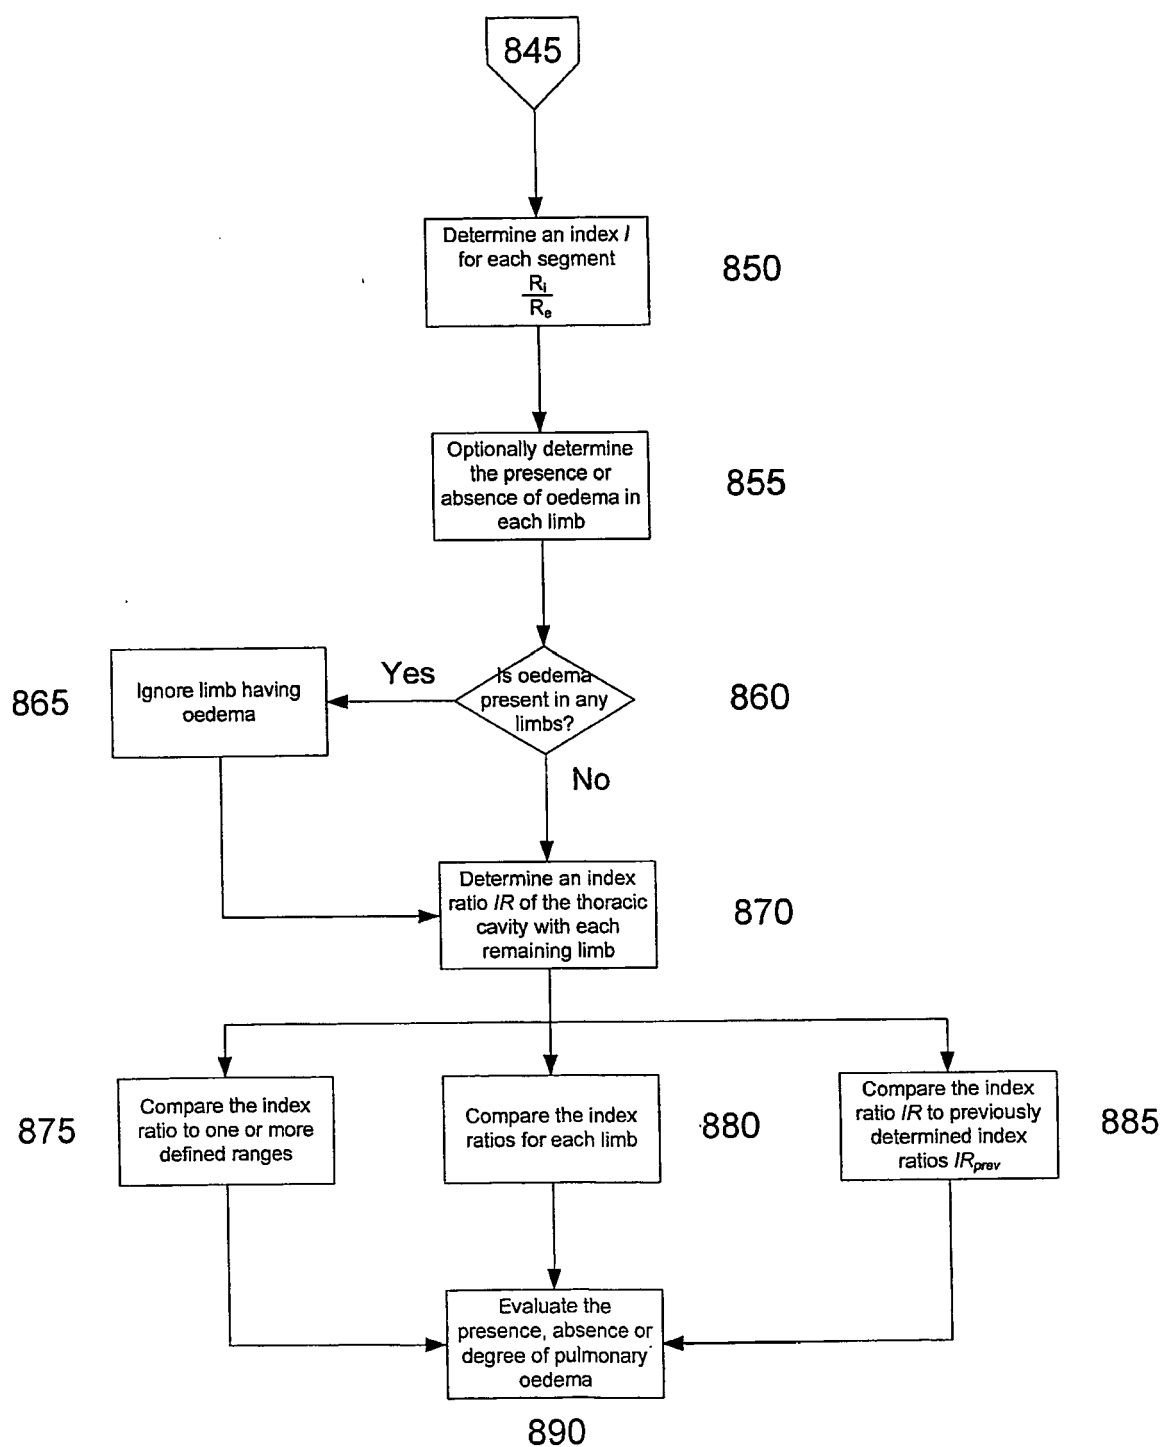 845
Determine an index I
for each segment
Ri
Re
850
Optionally determine
the presence or
absence of oedema in
each limb
855
Is oedema
present in any
limbs?
860
Yes
No
Ignore limb having
oedema
865
Determine an index
ratio IR of the thoracic
cavity with each
remaining limb
870
Compare the index
ratio to one or more
defined ranges
875
Compare the index
ratios for each limb
880
Compare the index
ratio IR to previously
determined index
ratios IRprev
885
Evaluate the
presence, absence or
degree of pulmonary
oedema
890